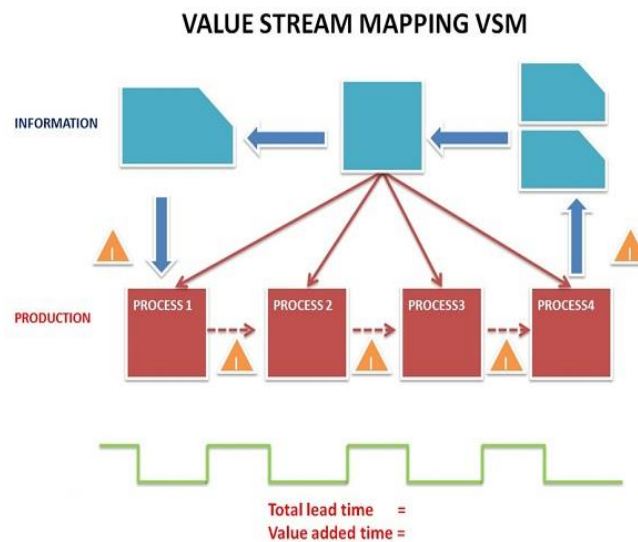 VALUE STREAM MAPPING VSM
INFORMATION
PRODUCTION
PROCESS 1
PROCESS 2
PROCESS3
PROCESS4
I
I
I
I
I
Total lead time =
Value added time =